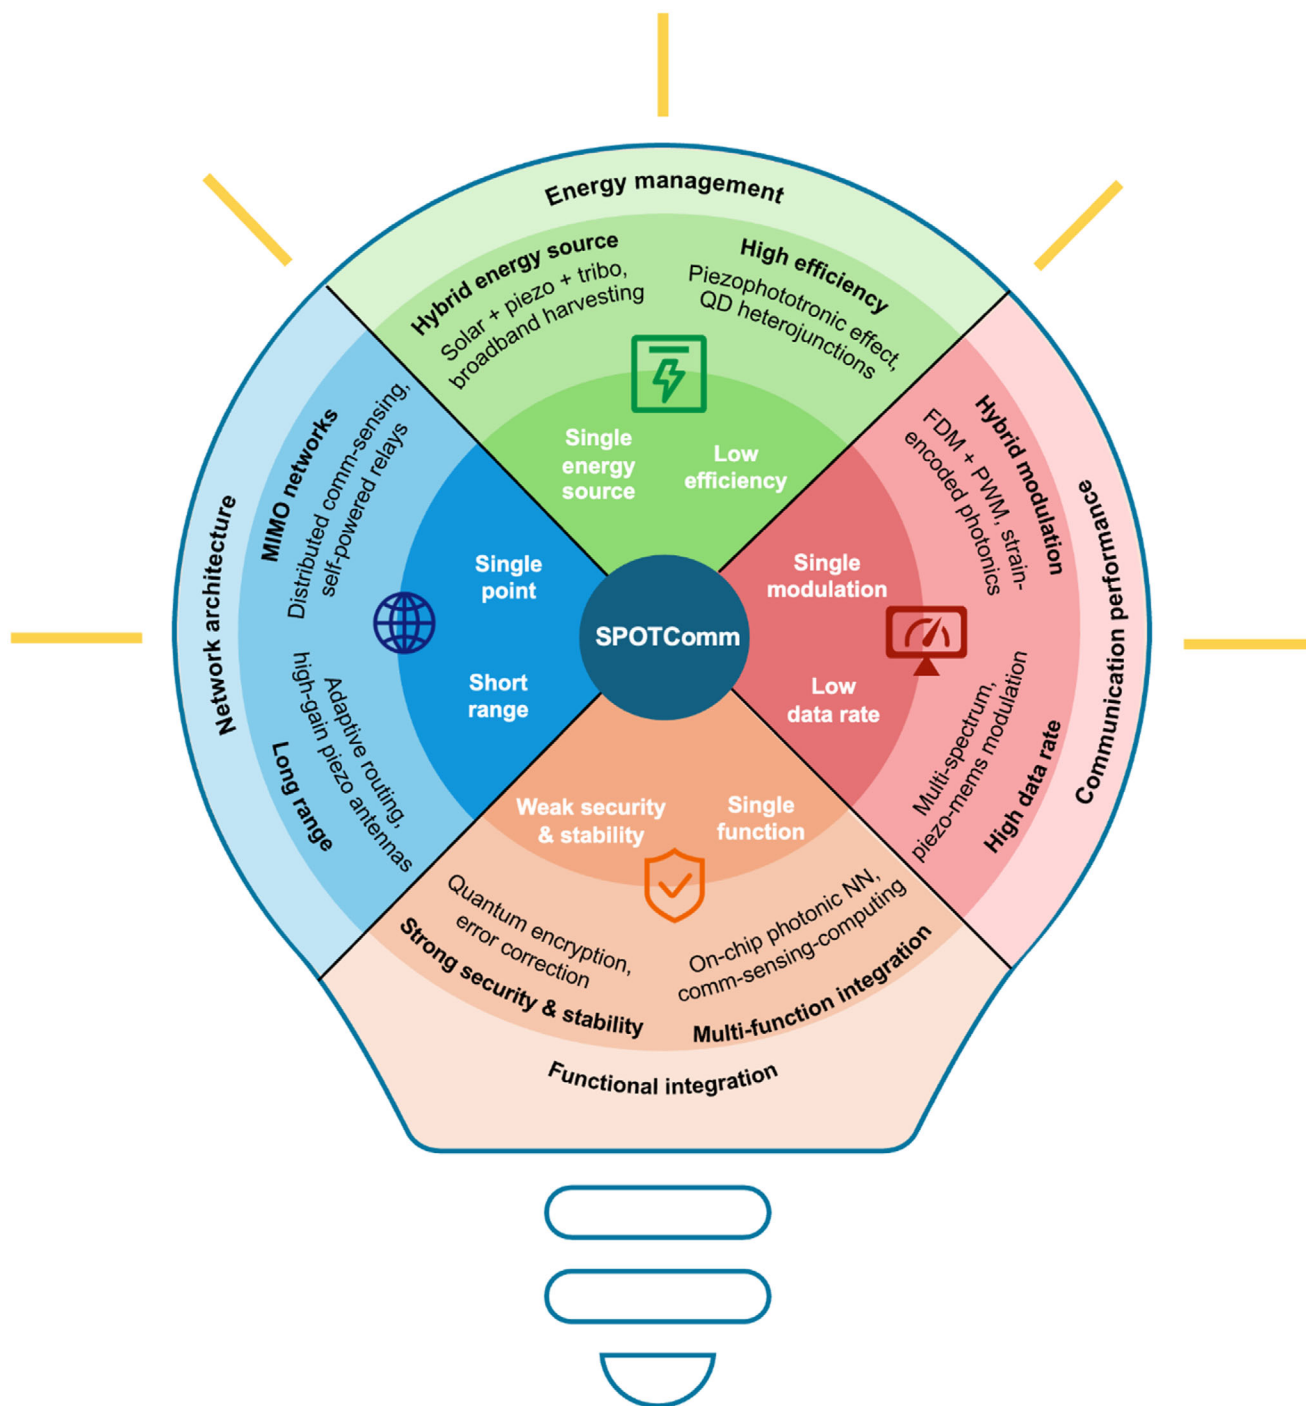 Energy management
Hybrid energy source
Solar + piezo + tribo,
broadband harvesting
High efficiency
Piezophototronic effect,
QD heterojunctions
Single
energy
source
Low
efficiency
Network architecture
MIMO networks
Distributed comm-sensing,
self-powered relays
Single
point
Short
range
Long range
Adaptive routing,
high-gain piezo antennas
SPOTComm
Communication performance
Hybrid modulation
FDM + PWM, strain-
encoded photonics
Single
modulation
Low
data rate
Multi-spectrum,
piezo-mems modulation
High data rate
Weak security
& stability
Single
function
Quantum encryption,
error correction
Strong security & stability
On-chip photonic NN,
comm-sensing-computing
Multi-function integration
Functional integration